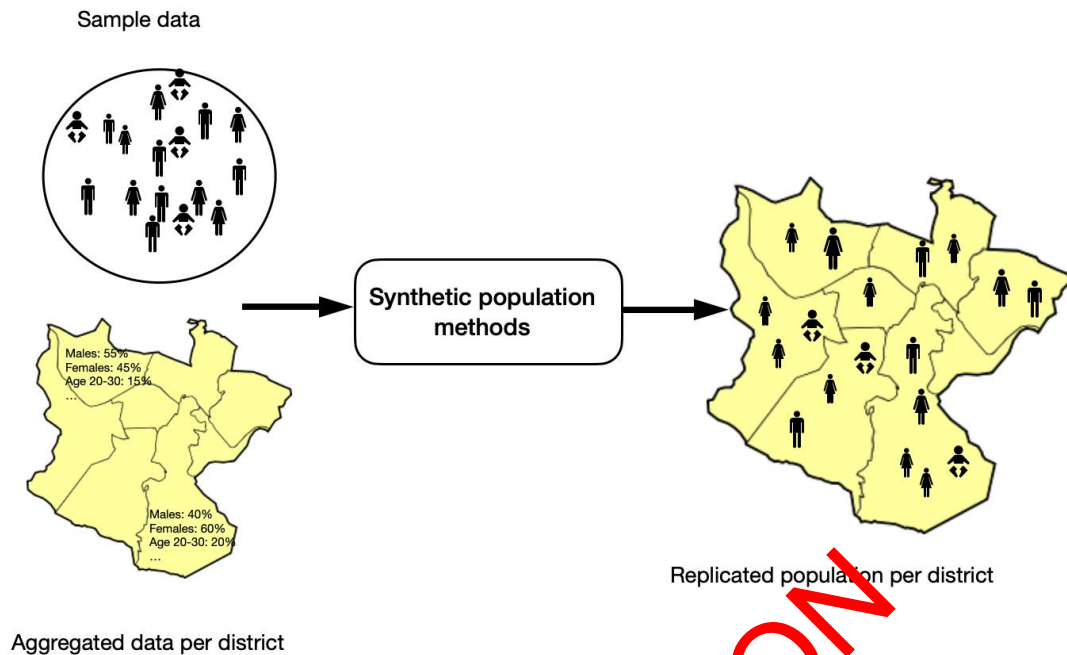 Sample data
Males: 55%
Females: 45%
Age 20-30: 15%
...
Males: 40%
Females: 60%
Age 20-30: 20%
...
Aggregated data per district
Synthetic population
methods
Replicated population per district
ON